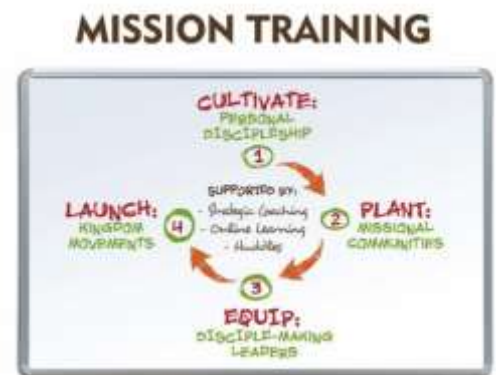 MISSION TRAINING
CULTIVATE:
PERSONAL
DISCIPLESHIP
1
SUPPORTED BY:
- Strategic Coaching
- Online Learning
- Huddles
2
PLANT:
MISSIONAL
COMMUNITIES
3
EQUIP:
DISCIPLE-MAKING
LEADERS
4
LAUNCH:
KINGDOM
MOVEMENTS